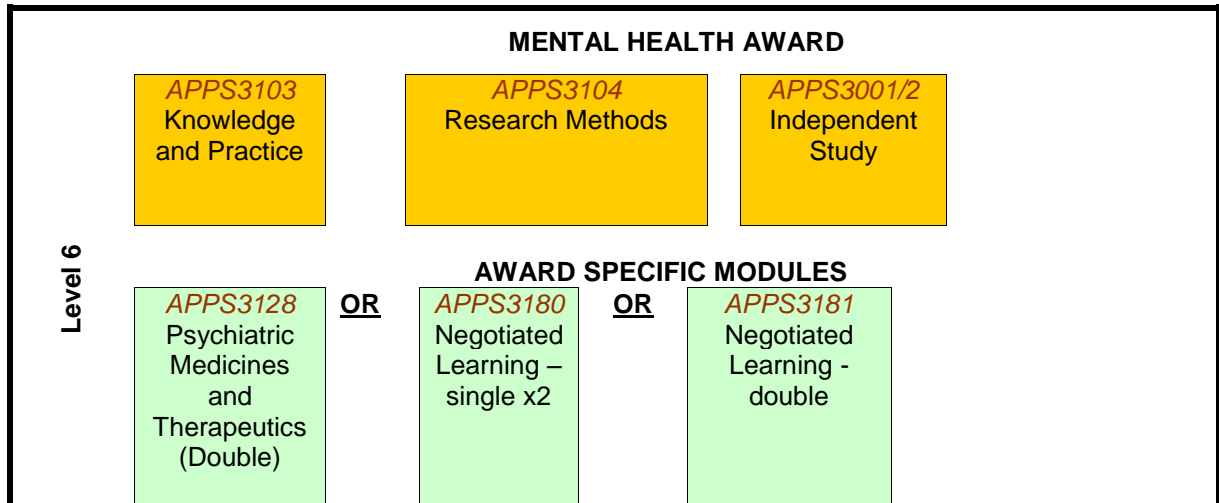 MENTAL HEALTH AWARD
APPS3103
Knowledge
and Practice
APPS3104
Research Methods
APPS3001/2
Independent
Study
Level 6
AWARD SPECIFIC MODULES
APPS3128
Psychiatric
Medicines
and
Therapeutics
(Double)
OR
APPS3180
Negotiated
Learning –
single x2
OR
APPS3181
Negotiated
Learning -
double